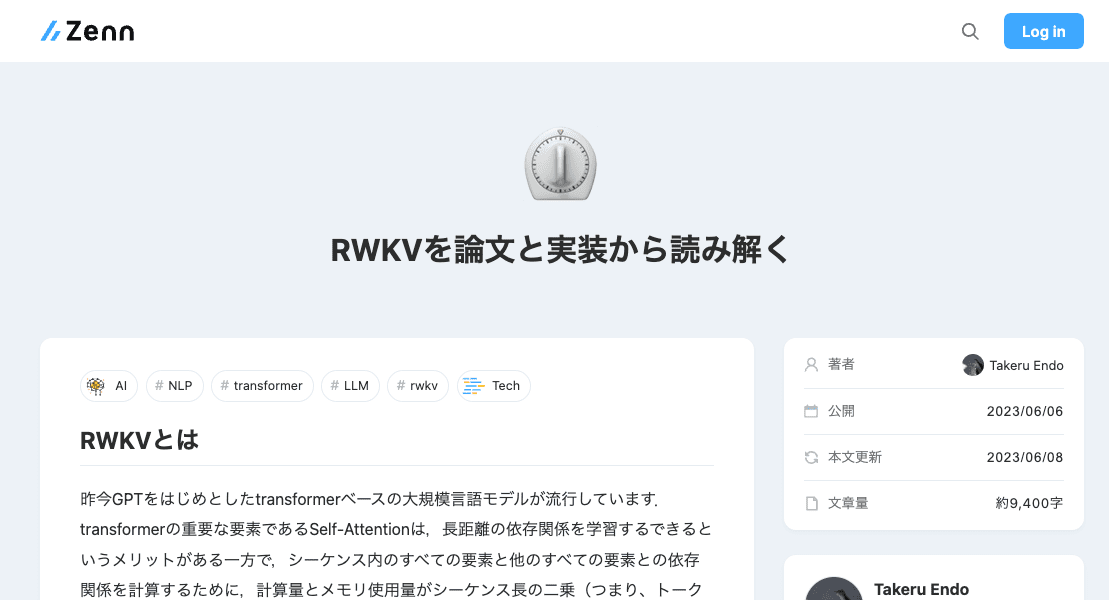 Zenn
Log in
RWKVを論文と実装から読み解く
AI
# NLP
# transformer
# LLM
# rwkv
Tech
RWKVとは
昨今GPTをはじめとしたtransformerベースの大規模言語モデルが流行しています．
transformerの重要な要素であるSelf-Attentionは，長距離の依存関係を学習するできると
いうメリットがある一方で，シーケンス内のすべての要素と他のすべての要素との依存
関係を計算するために，計算量とメモリ使用量がシーケンス長の二乗（つまり、トーク
著者
Takeru Endo
公開
2023/06/06
本文更新
2023/06/08
文章量
約9,400字
Takeru Endo